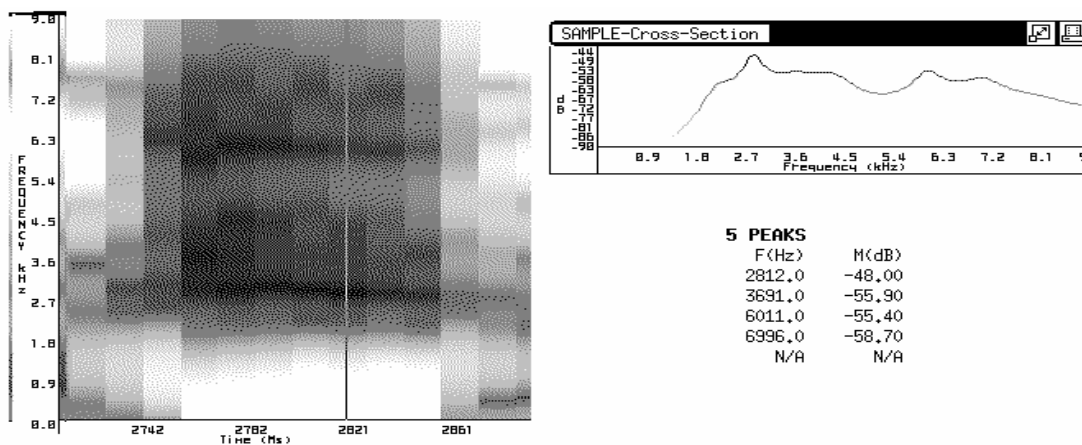 9.0
8.1
7.2
6.3
5.4
4.5
3.6
2.7
1.8
0.9
0.0
FREQUENCY kHz
2742 2782 2821 2861
Time (Ms)
SAMPLE-Cross-Section
-44
-49
-53
-58
-63
-67
-72
-77
-81
-86
-90
dB
0.9 1.8 2.7 3.6 4.5 5.4 6.3 7.2 8.1 9
Frequency (kHz)
5 PEAKS
F(Hz) M(dB)
2812.0 -48.00
3691.0 -55.90
6011.0 -55.40
6996.0 -58.70
N/A N/A